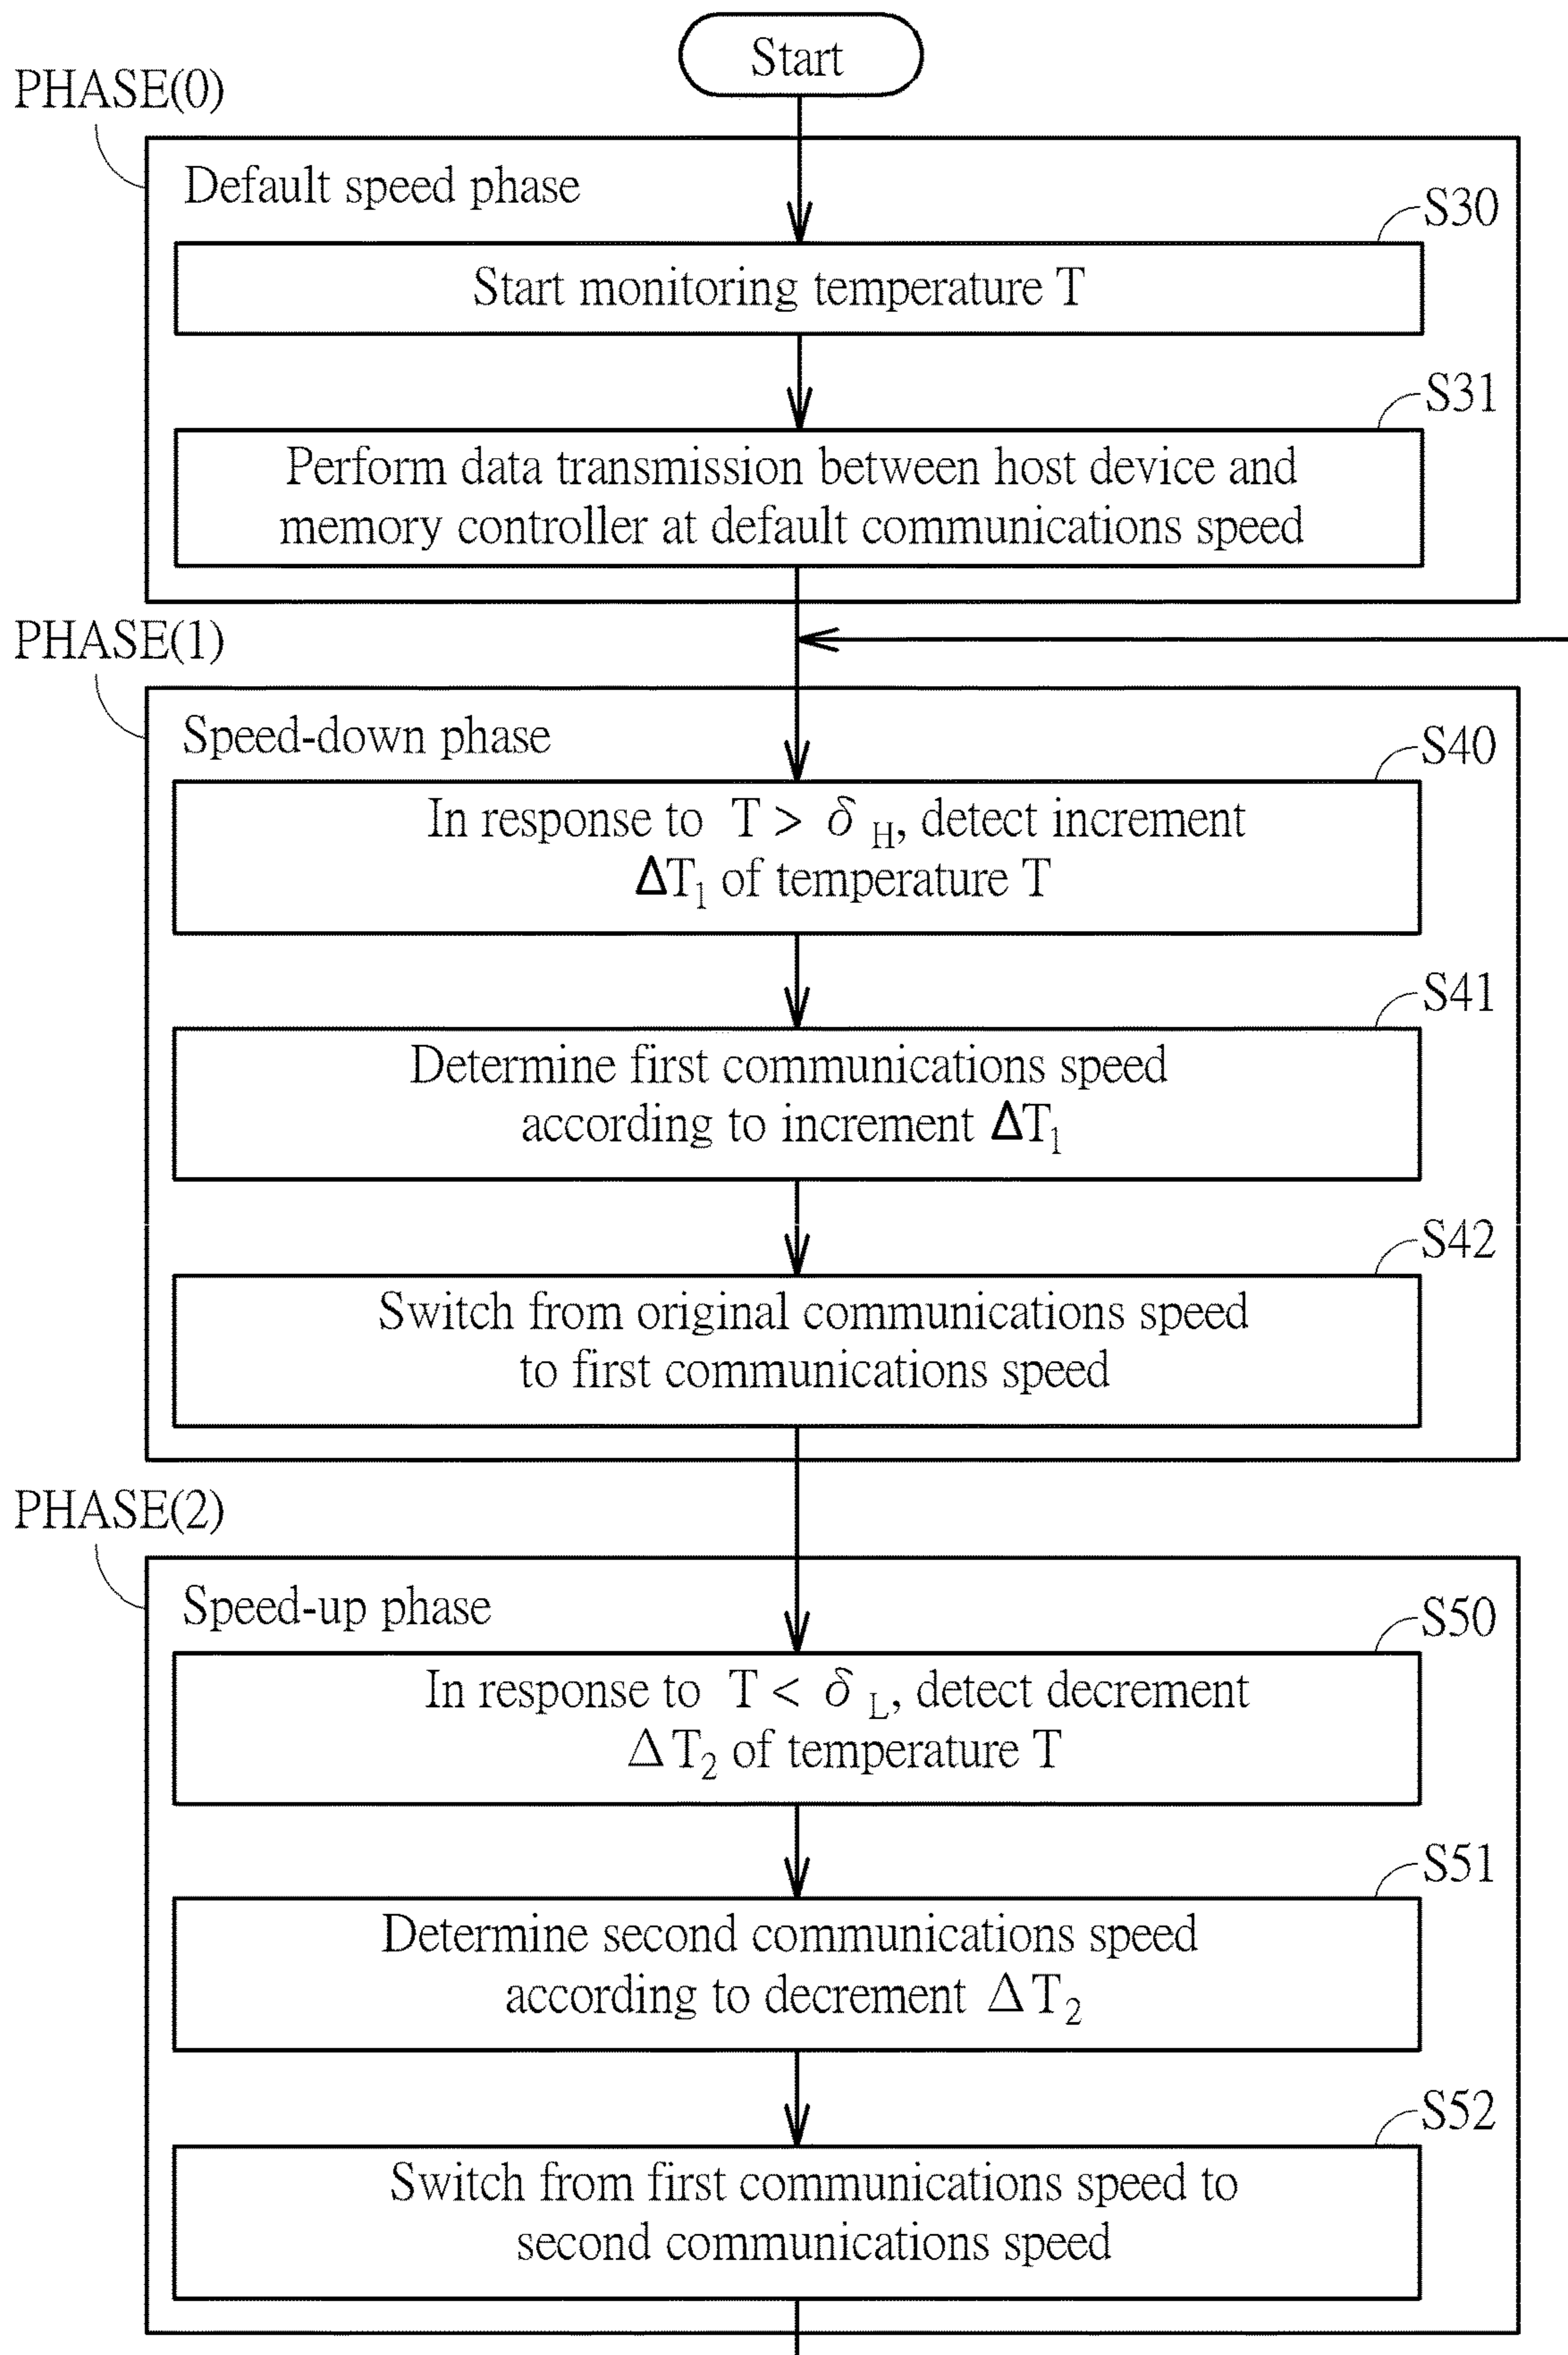 Start
PHASE(0)
Default speed phase
S30
Start monitoring temperature T
S31
Perform data transmission between host device and
memory controller at default communications speed
PHASE(1)
Speed-down phase
S40
In response to T > δ H, detect increment
ΔT1 of temperature T
S41
Determine first communications speed
according to increment ΔT1
S42
Switch from original communications speed
to first communications speed
PHASE(2)
Speed-up phase
S50
In response to T < δ L, detect decrement
Δ T2 of temperature T
S51
Determine second communications speed
according to decrement Δ T2
S52
Switch from first communications speed to
second communications speed